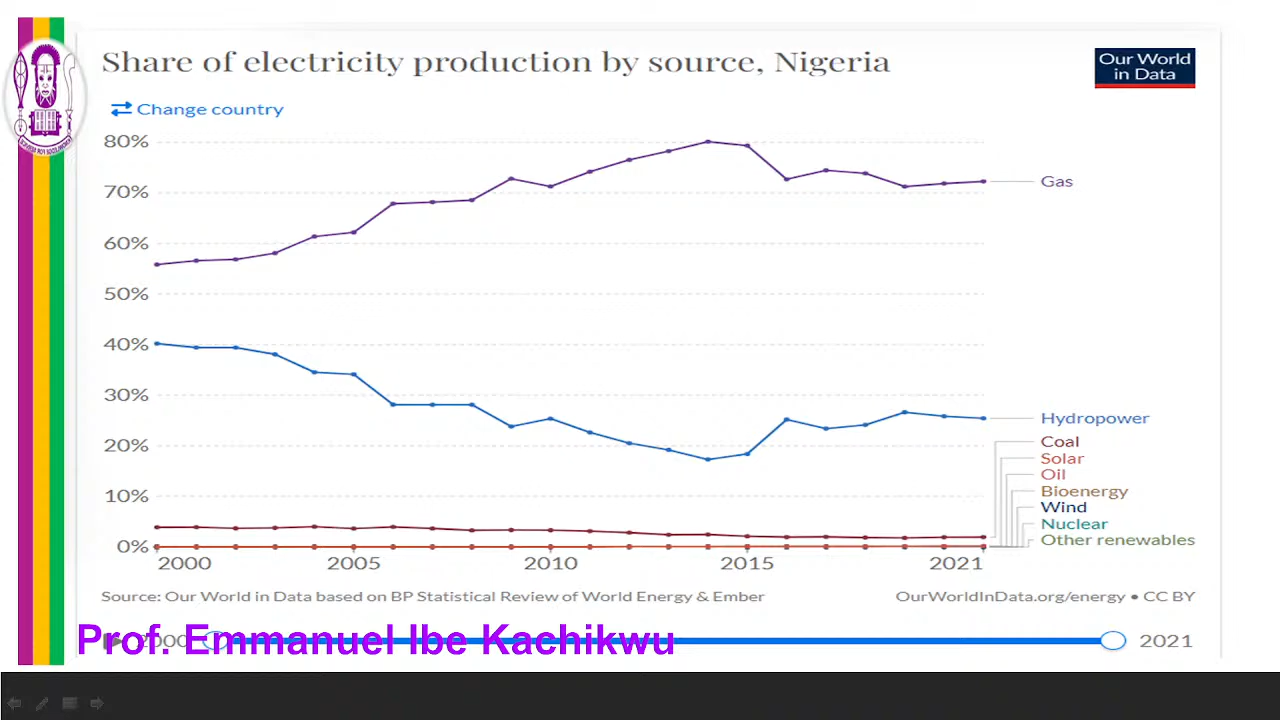 Share of electricity production by source, Nigeria
Our World
in Data
Change country
80%
70%
60%
50%
40%
30%
20%
10%
0%
Gas
Hydropower
Coal
Solar
Oil
Bioenergy
Wind
Nuclear
Other renewables
2000 2005 2010 2015 2021
Source: Our World in Data based on BP Statistical Review of World Energy & Ember
OurWorldInData.org/energy • CC BY
Prof. Emmanuel Ibe Kachikwu
2000 2021